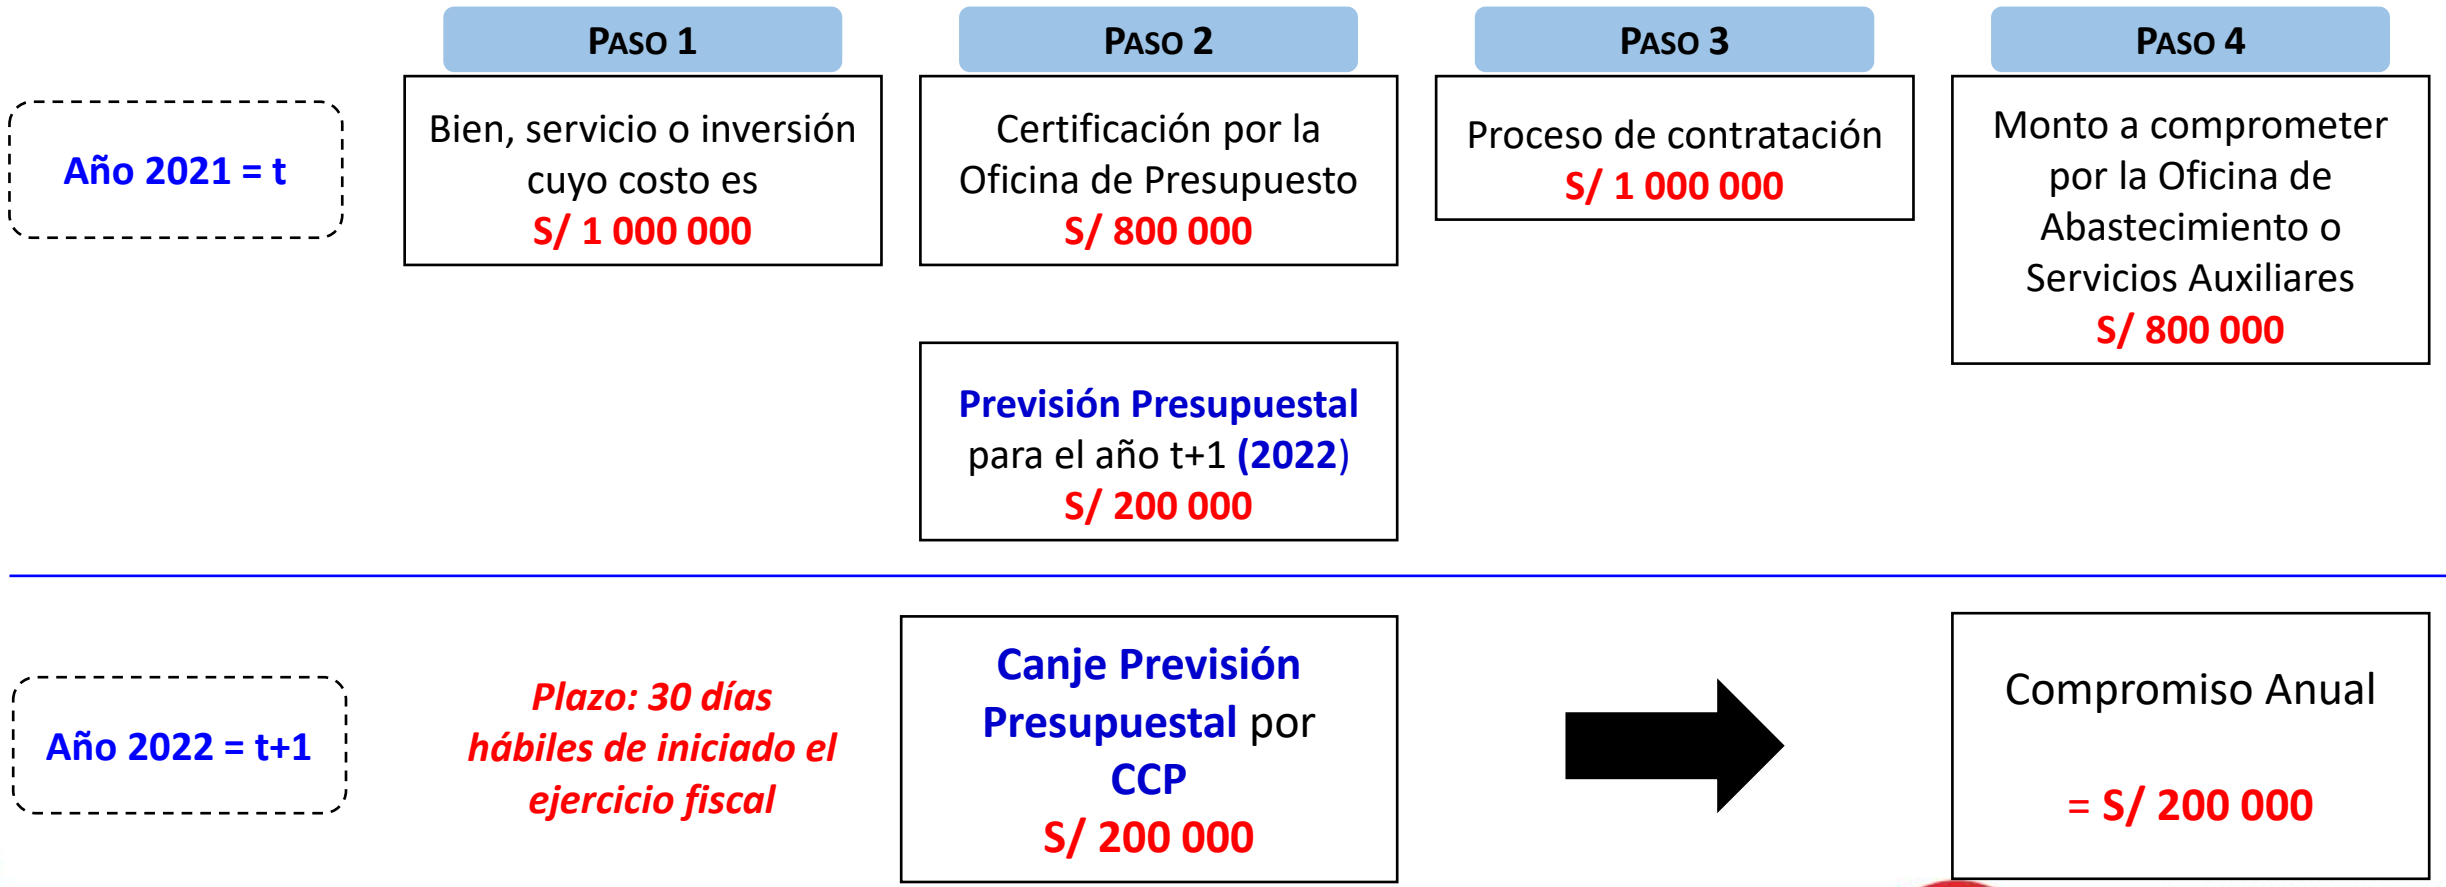 PASO 1
PASO 2
PASO 3
PASO 4
Año 2021 = t
Bien, servicio o inversión
cuyo costo es
S/ 1 000 000
Certificación por la
Oficina de Presupuesto
S/ 800 000
Proceso de contratación
S/ 1 000 000
Monto a comprometer
por la Oficina de
Abastecimiento o
Servicios Auxiliares
S/ 800 000
Previsión Presupuestal
para el año t+1 (2022)
S/ 200 000
Año 2022 = t+1
Plazo: 30 días
hábiles de iniciado el
ejercicio fiscal
Canje Previsión
Presupuestal por
CCP
S/ 200 000
Compromiso Anual
= S/ 200 000